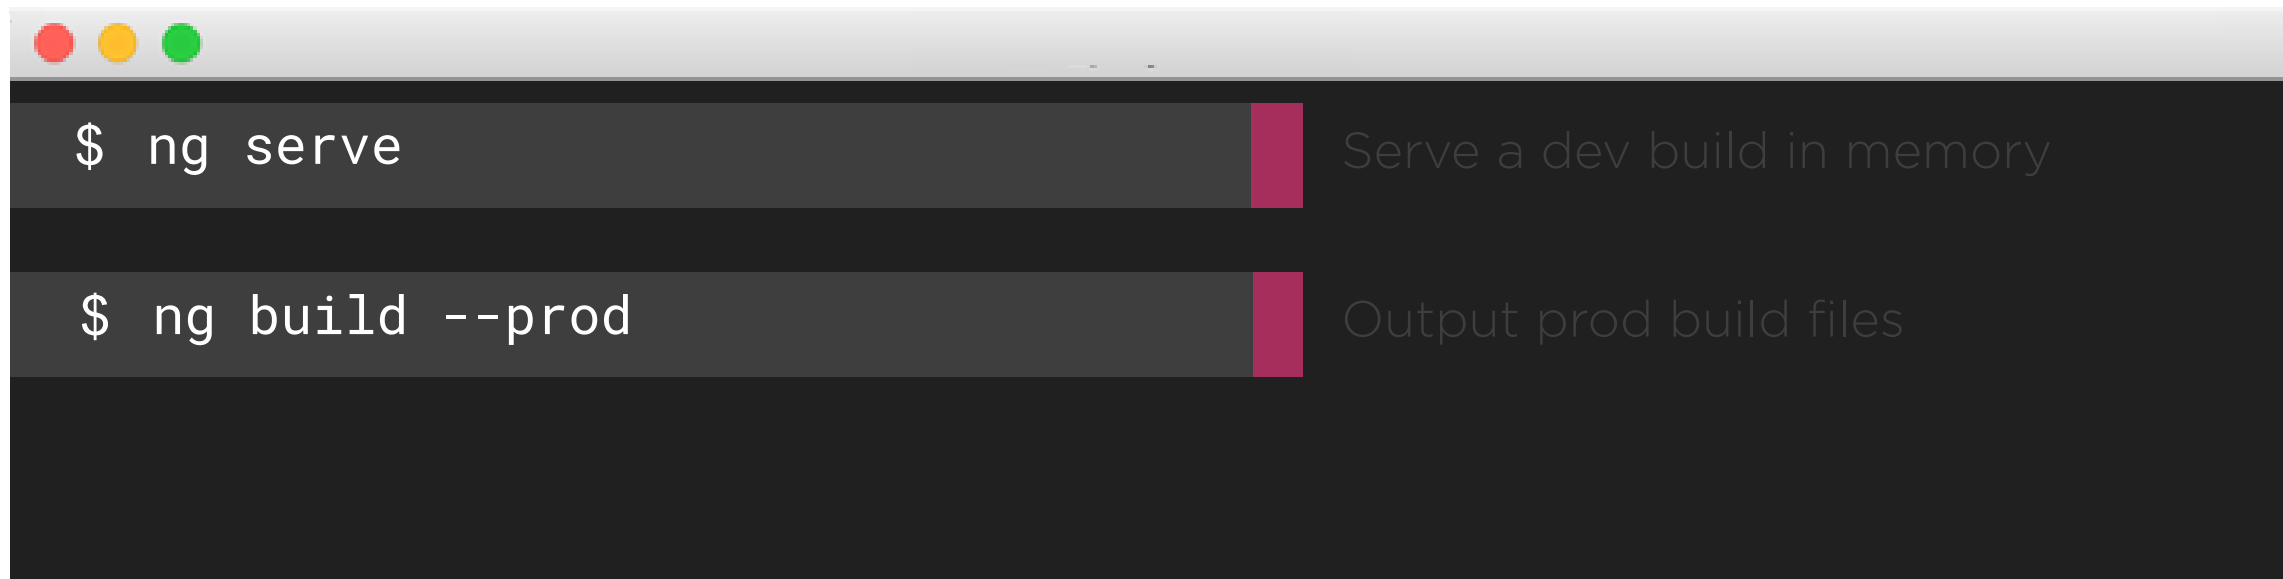 $ ng serve
Serve a dev build in memory
$ ng build --prod
Output prod build files